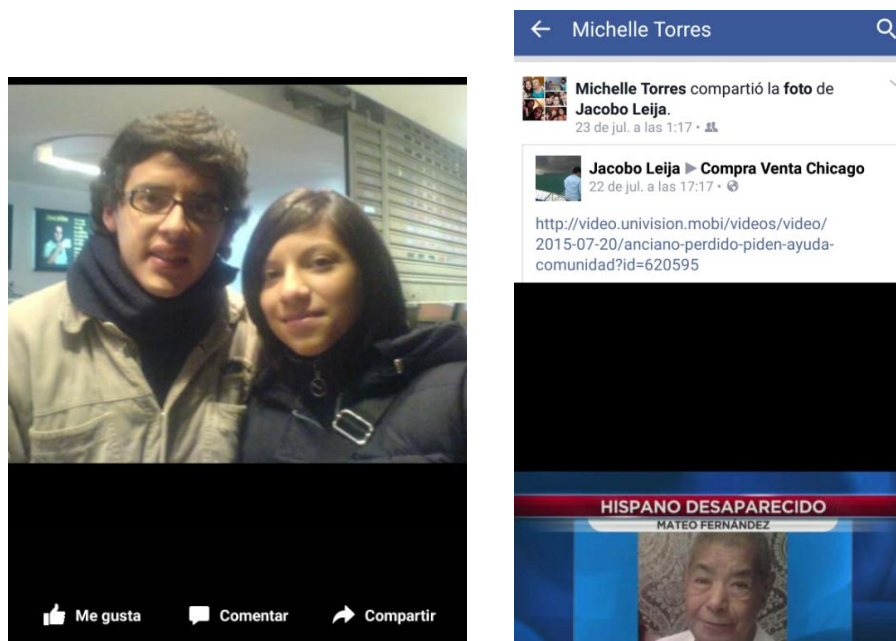 Me gusta
Comentar
Compartir
Michelle Torres
Michelle Torres compartió la foto de
Jacobo Leija.
23 de jul. a las 1:17 •
Jacobo Leija ▶ Compra Venta Chicago
22 de jul. a las 17:17 •
http://video.univision.mobi/videos/video/
2015-07-20/anciano-perdido-piden-ayuda-
comunidad?id=620595
HISPANO DESAPARECIDO
MATEO FERNÁNDEZ